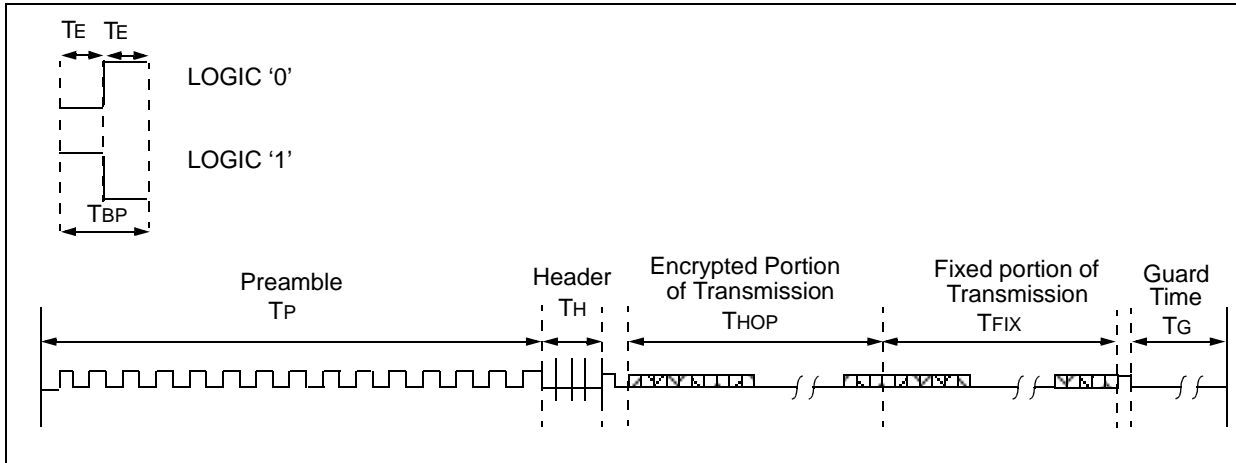 TE TE
LOGIC ‘0’
LOGIC ‘1’
TBP
Preamble
TP
Header
TH
Encrypted Portion
of Transmission
THOP
Fixed portion of
Transmission
TFIX
Guard
Time
TG